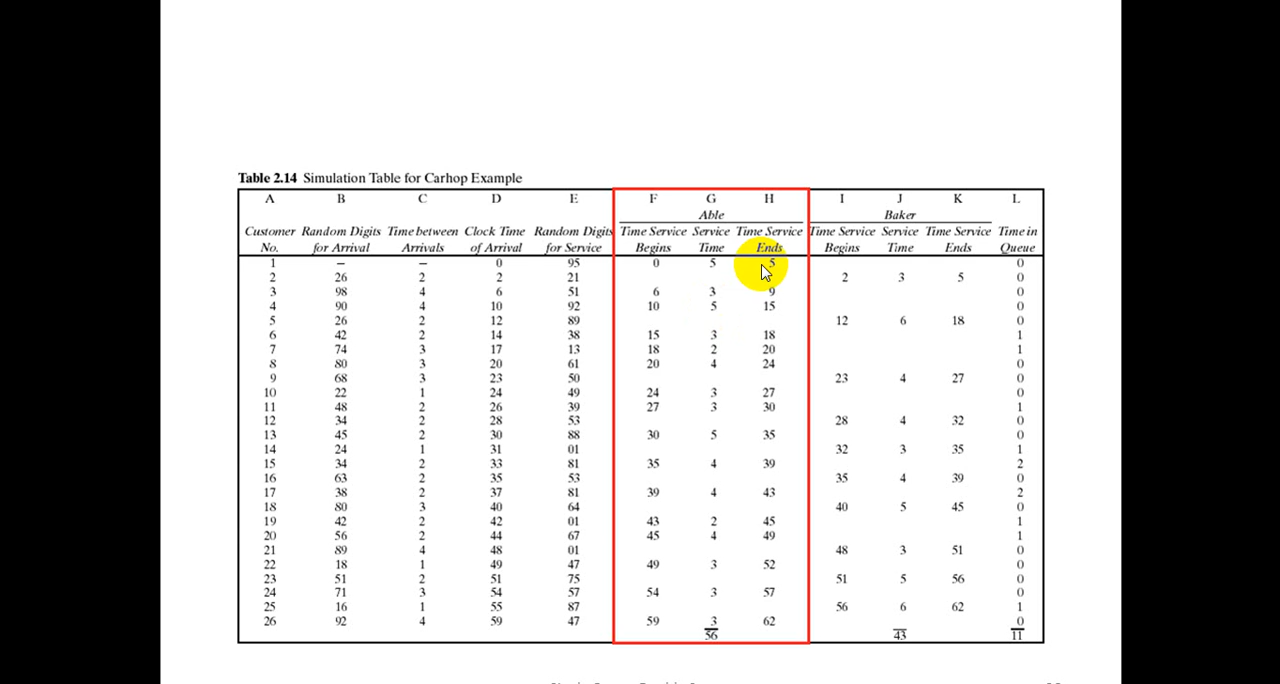 Table 2.14 Simulation Table for Carhop Example
A B C D E F G H I J K L
Able Baker
Customer Random Digits Time between Clock Time Random Digits Time Service Service Time Service Time Service Service Time Service Time in
No. for Arrival Arrivals of Arrival for Service Begins Time Ends Begins Time Ends Queue
1 – – 0 95 0 5 5 0
2 26 2 2 21 2 3 5 0
3 98 4 6 51 6 3 9 0
4 90 4 10 92 10 5 15 0
5 26 2 12 89 12 6 18 0
6 42 2 14 38 15 3 18 1
7 74 3 17 13 18 2 20 1
8 80 3 20 61 20 4 24 0
9 68 3 23 50 23 4 27 0
10 22 1 24 49 24 3 27 0
11 48 2 26 39 27 3 30 1
12 34 2 28 53 28 4 32 0
13 45 2 30 88 30 5 35 0
14 24 1 31 01 32 3 35 1
15 34 2 33 81 35 4 39 2
16 63 2 35 53 35 4 39 0
17 38 2 37 81 39 4 43 2
18 80 3 40 64 40 5 45 0
19 42 2 42 01 43 2 45 1
20 56 2 44 67 45 4 49 1
21 89 4 48 01 48 3 51 0
22 18 1 49 47 49 3 52 0
23 51 2 51 75 51 5 56 0
24 71 3 54 57 54 3 57 0
25 16 1 55 87 56 6 62 1
26 92 4 59 47 59 3 62 0
56 43 11